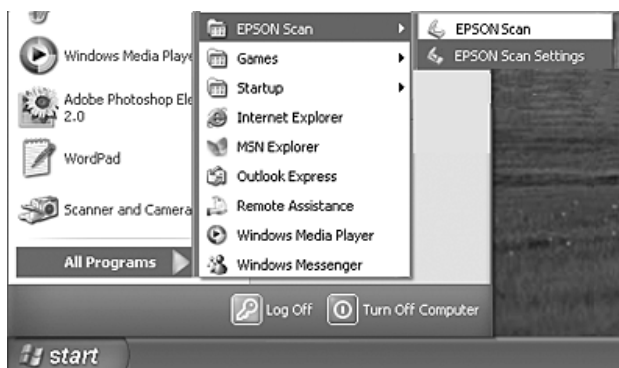 Windows Media Playe
Adobe Photoshop Ele
2.0
WordPad
Scanner and Camera
All Programs
EPSON Scan
Games
Startup
Internet Explorer
MSN Explorer
Outlook Express
Remote Assistance
Windows Media Player
Windows Messenger
EPSON Scan
EPSON Scan Settings
Log Off
Turn Off Computer
start